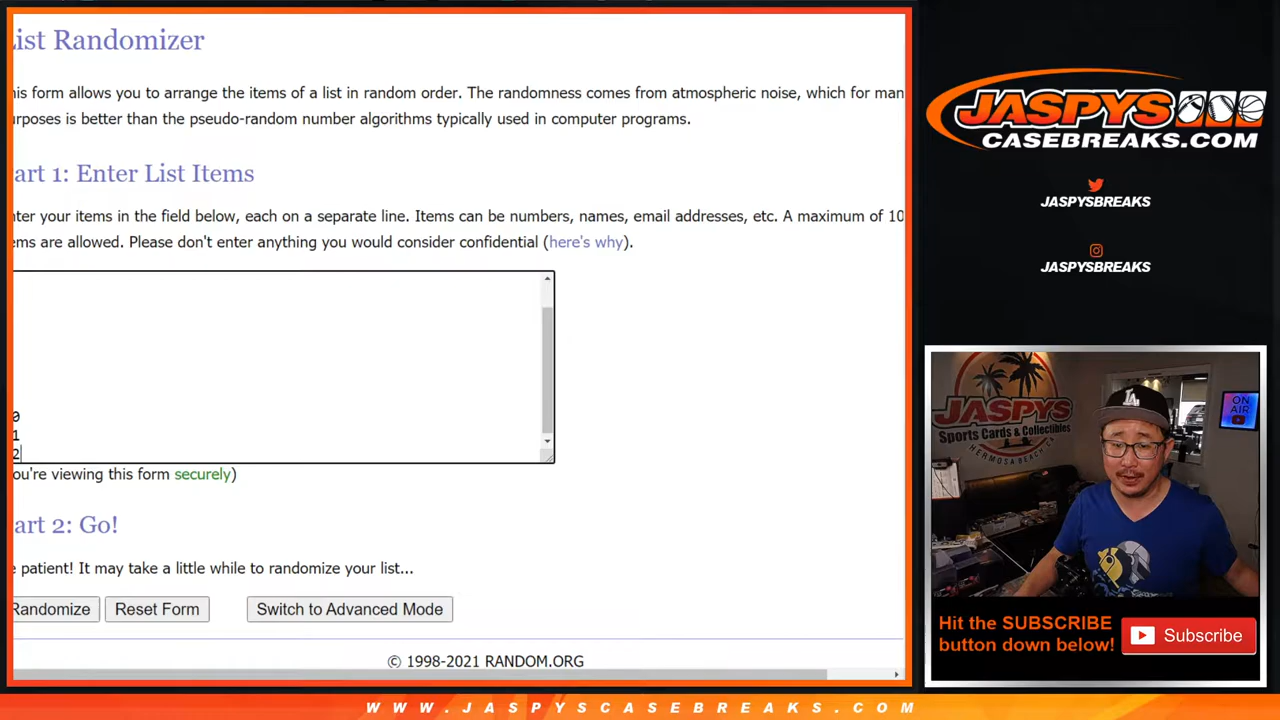 ist Randomizer
is form allows you to arrange the items of a list in random order. The randomness comes from atmospheric noise, which for man
urposes is better than the pseudo-random number algorithms typically used in computer programs.
art 1: Enter List Items
nter your items in the field below, each on a separate line. Items can be numbers, names, email addresses, etc. A maximum of 10
ems are allowed. Please don't enter anything you would consider confidential (here's why).
0
1
2
ou're viewing this form securely)
art 2: Go!
e patient! It may take a little while to randomize your list...
Randomize
Reset Form
Switch to Advanced Mode
© 1998-2021 RANDOM.ORG
JASPYS
CASEBREAKS.COM
JASPYSBREAKS
JASPYSBREAKS
JASPYS
Sports Cards & Collectibles
HERMOSA BEACH CA
LA
ON
AIR
Hit the SUBSCRIBE
button down below!
Subscribe
WWW.JASPYSCASEBREAKS.COM